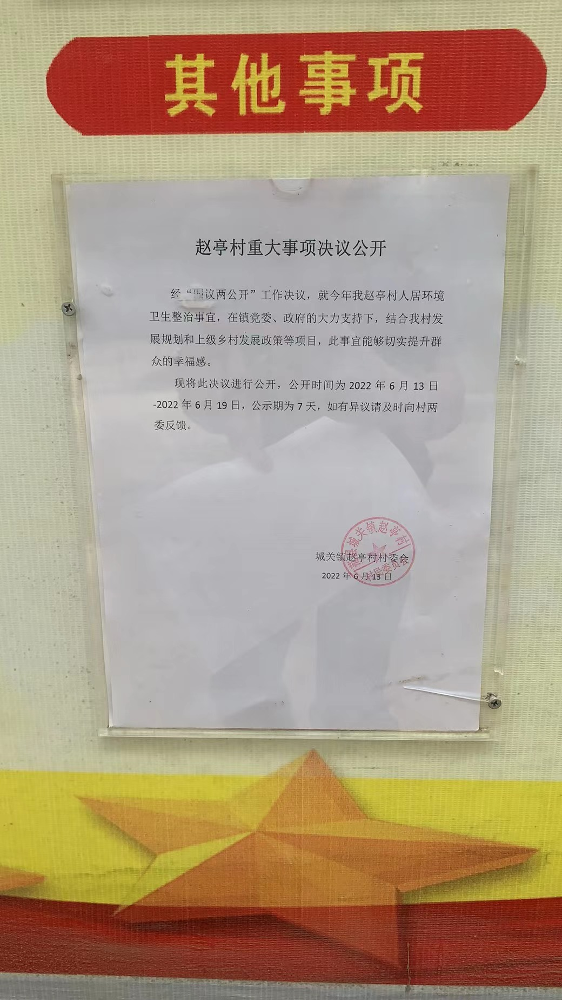 其他事项
赵亭村重大事项决议公开
经“四议两公开”工作决议，就今年我赵亭村人居环境
卫生整治事宜，在镇党委、政府的大力支持下，结合我村发
展规划和上级乡村发展政策等项目，此事宜能够切实提升群
众的幸福感。
现将此决议进行公开，公开时间为 2022 年 6 月 13 日
-2022 年 6 月 19 日，公示期为 7 天，如有异议请及时向村两
委反馈。
县城关镇赵亭村
城关镇赵亭村村委会
村民委员会
2022 年 6 月 13 日